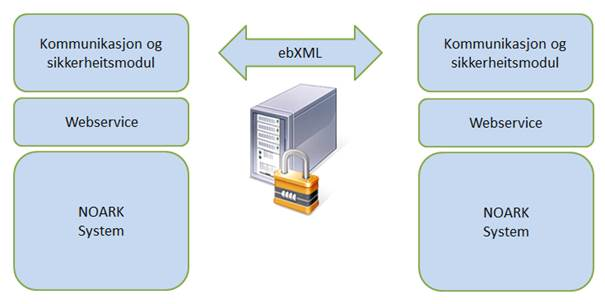 Kommunikasjon og
sikkerheitsmodul
Webservice
NOARK
System
ebXML
Kommunikasjon og
sikkerheitsmodul
Webservice
NOARK
System